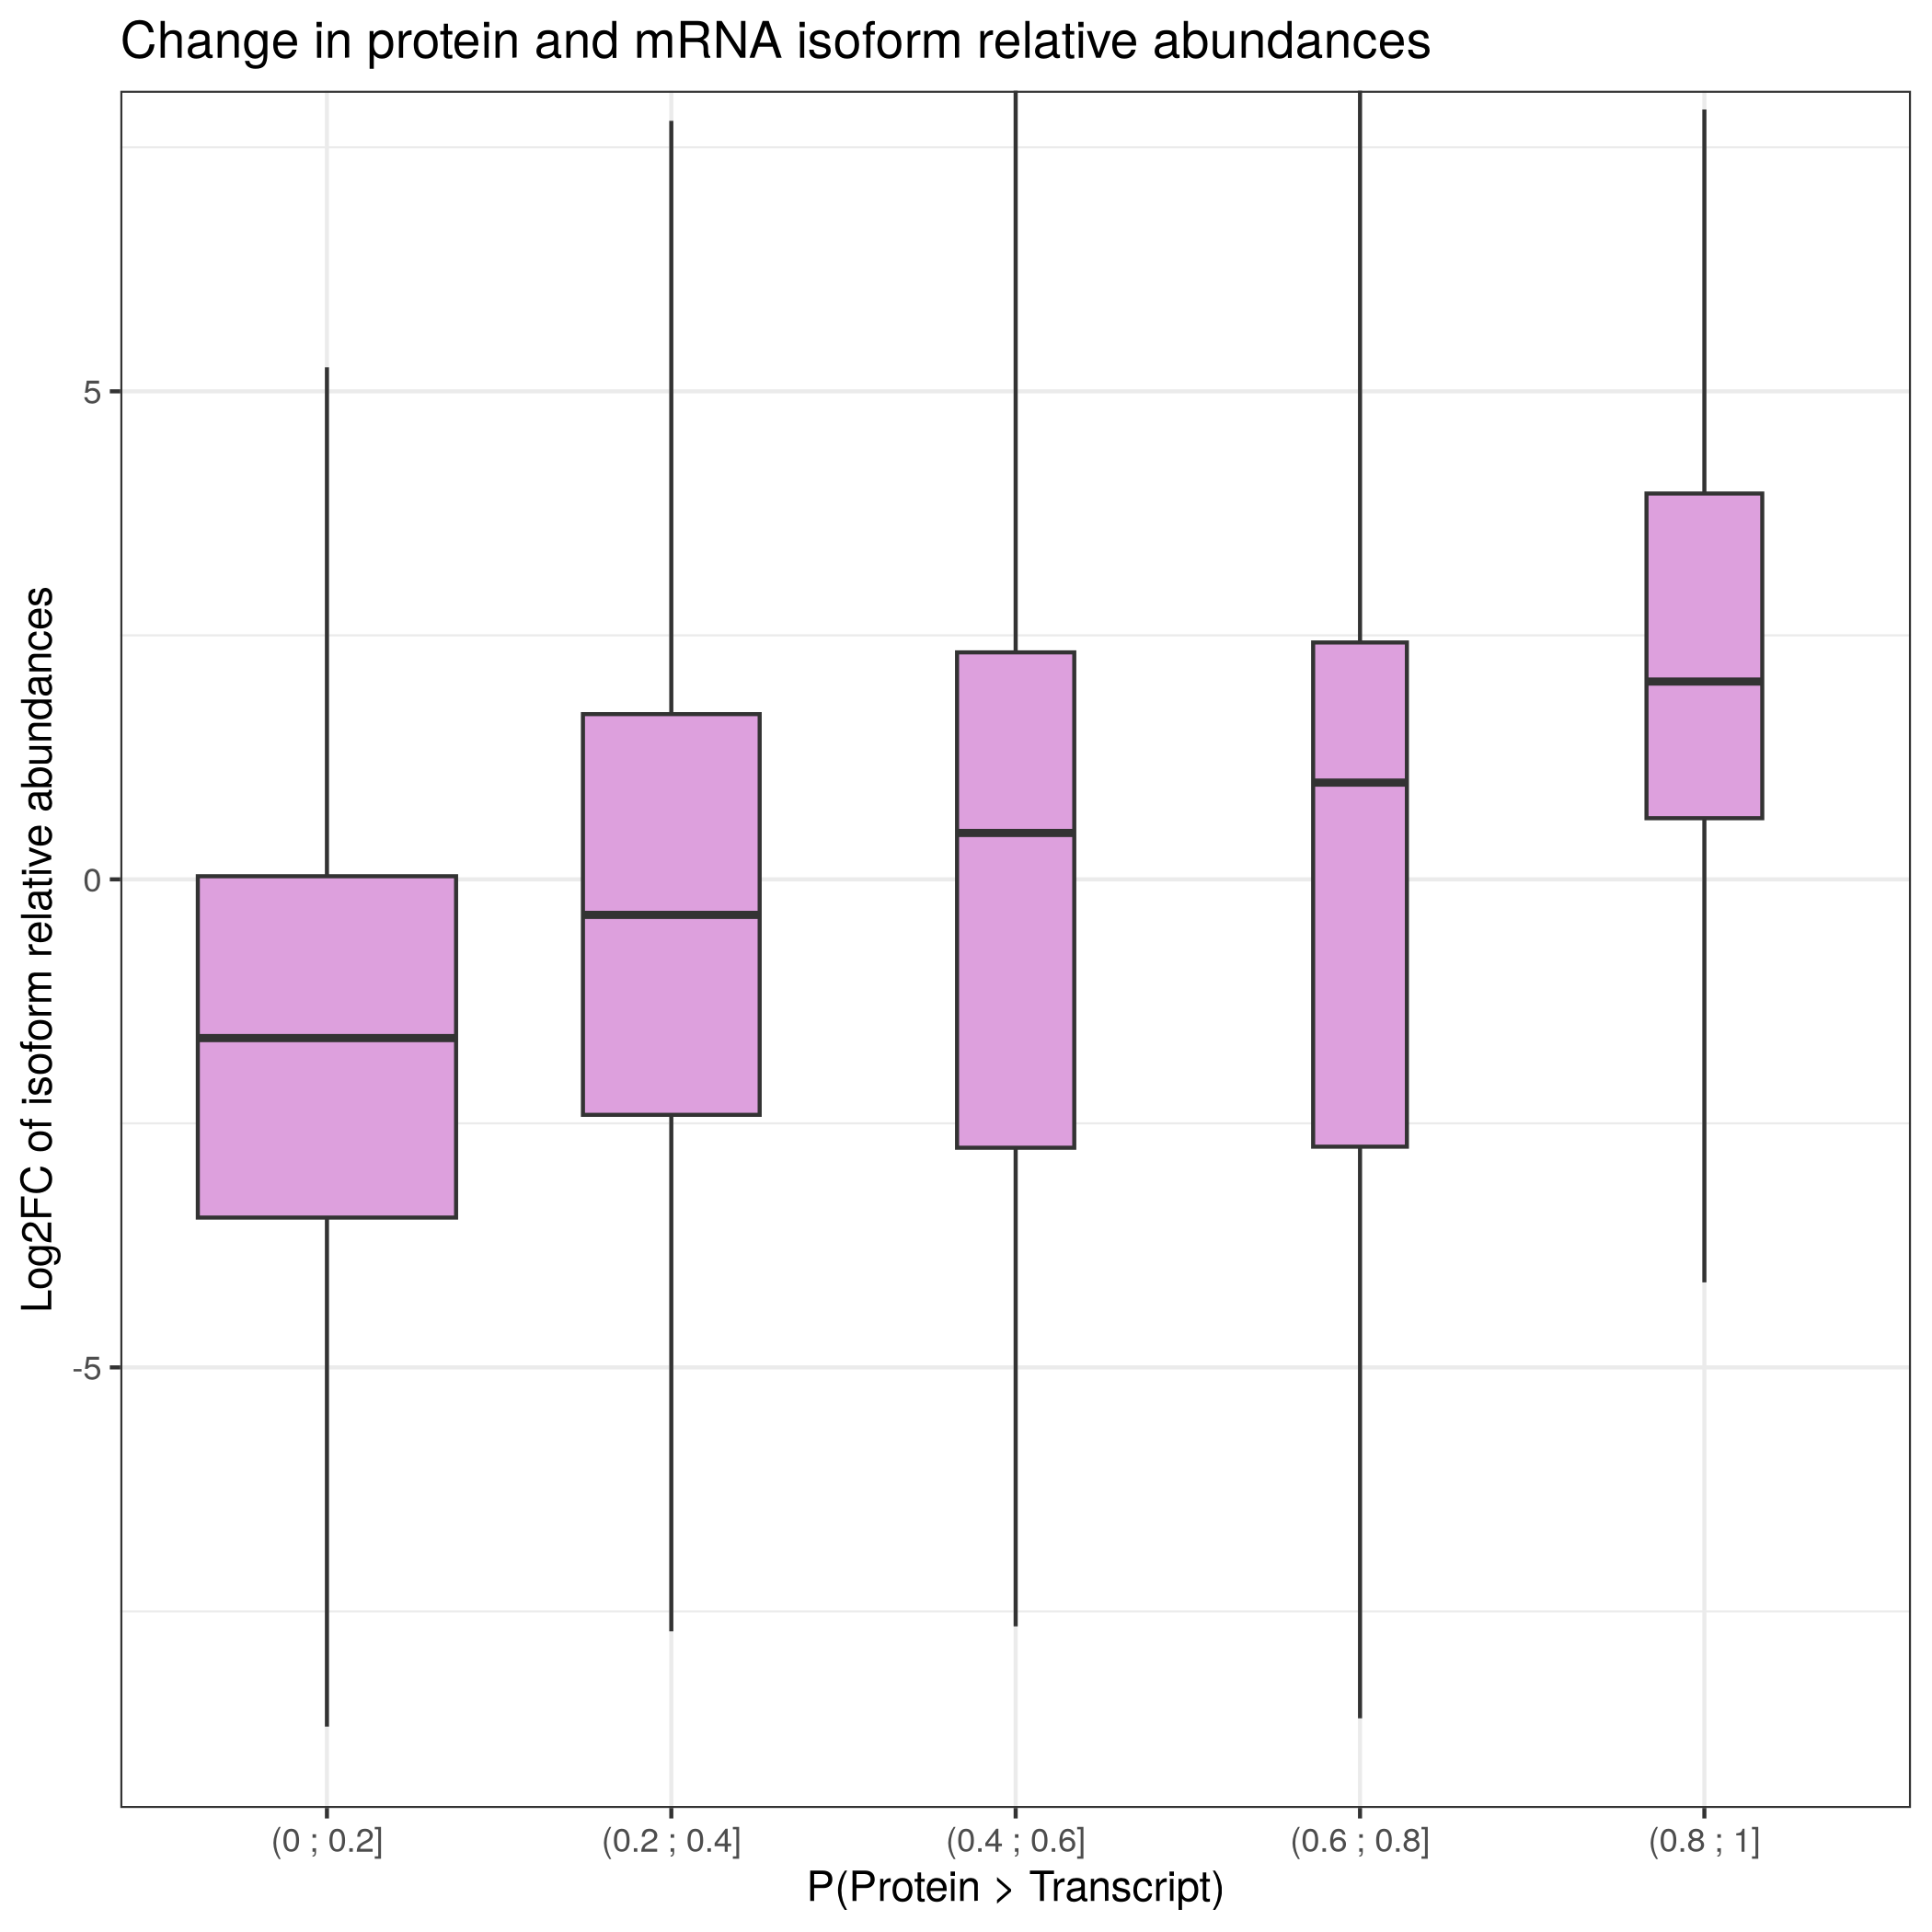 Change in protein and mRNA isoform relative abundances
Log2FC of isoform relative abundances
5
0
-5
(0 ; 0.2]
(0.2 ; 0.4]
(0.4 ; 0.6]
(0.6 ; 0.8]
(0.8 ; 1]
P(Protein > Transcript)